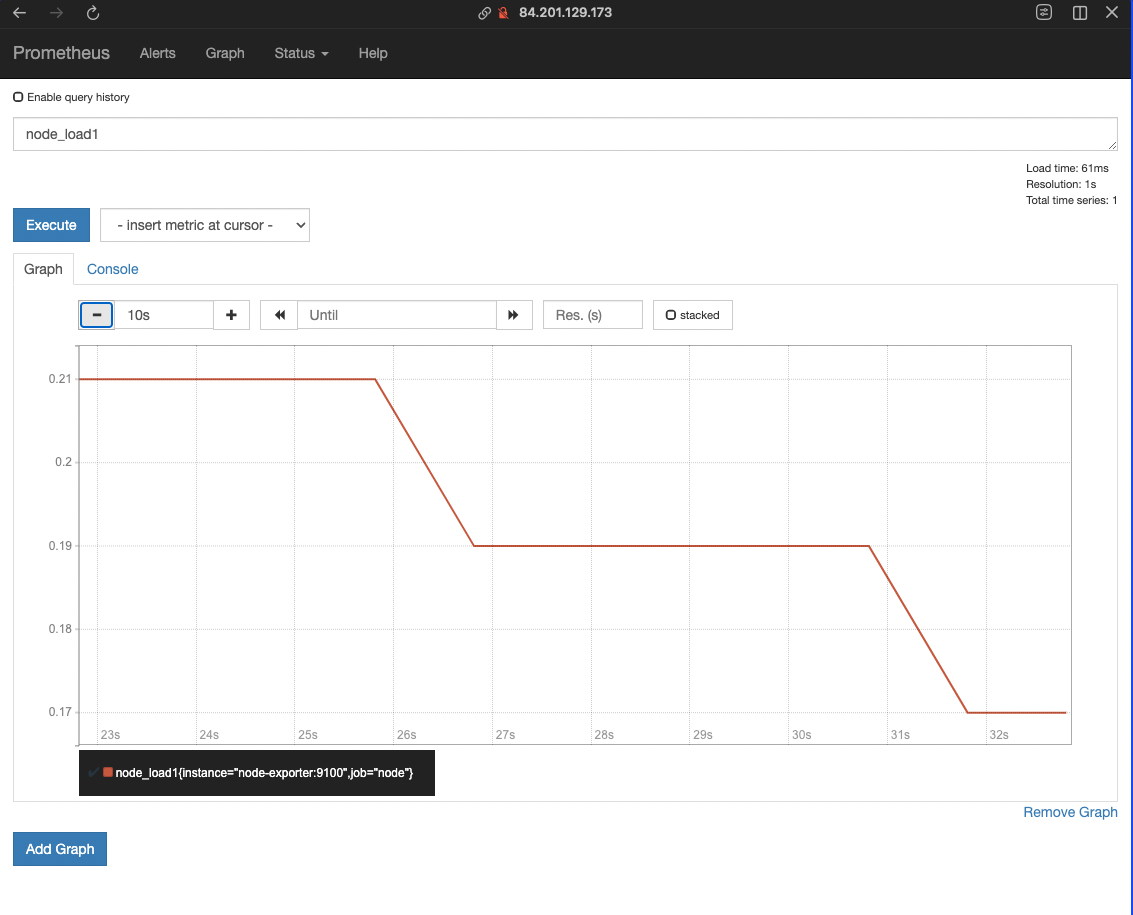 84.201.129.173
Prometheus Alerts Graph Status Help
Enable query history
node_load1
Load time: 61ms
Resolution: 1s
Total time series: 1
Execute - insert metric at cursor -
Graph Console
10s Until Res. (s) stacked
0.21
0.2
0.19
0.18
0.17
23s 24s 25s 26s 27s 28s 29s 30s 31s 32s
node_load1{instance="node-exporter:9100",job="node"}
Remove Graph
Add Graph